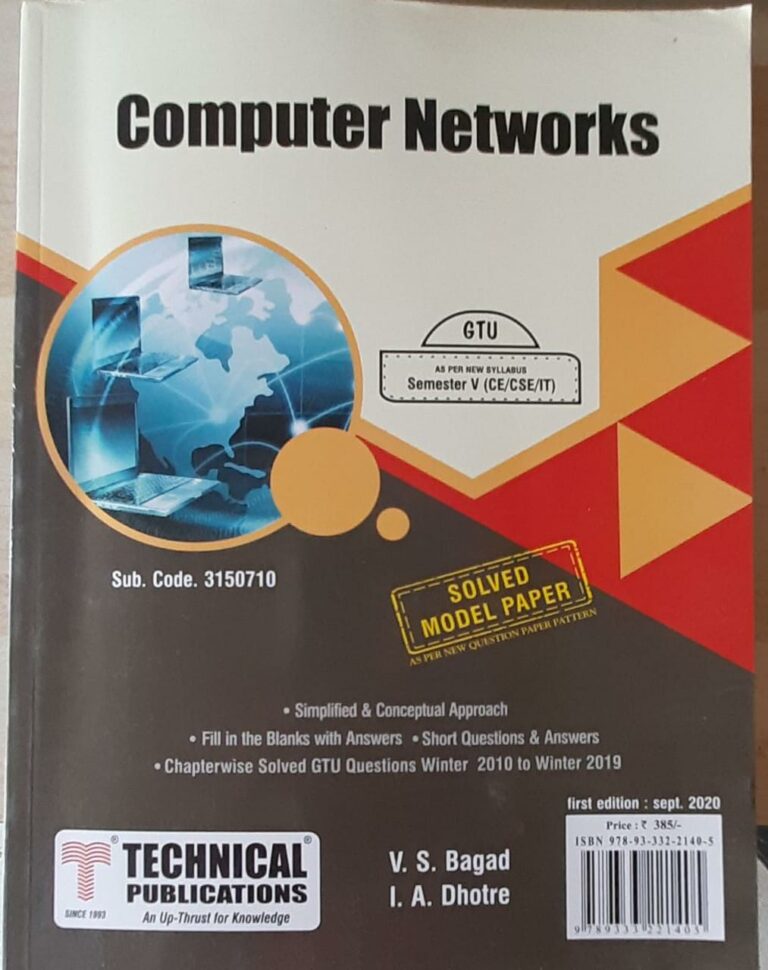 Computer Networks
GTU
AS PER NEW SYLLABUS
Semester V (CE/CSE/IT)
Sub. Code. 3150710
SOLVED
MODEL PAPER
AS PER NEW QUESTION PAPER PATTERN
• Simplified & Conceptual Approach
• Fill in the Blanks with Answers • Short Questions & Answers
• Chapterwise Solved GTU Questions Winter 2010 to Winter 2019
first edition : sept. 2020
Price : ₹ 385/-
ISBN 978-93-332-2140-5
9 789333 221405
® TECHNICAL®
PUBLICATIONS
SINCE 1993
An Up-Thrust for Knowledge
V. S. Bagad
I. A. Dhotre